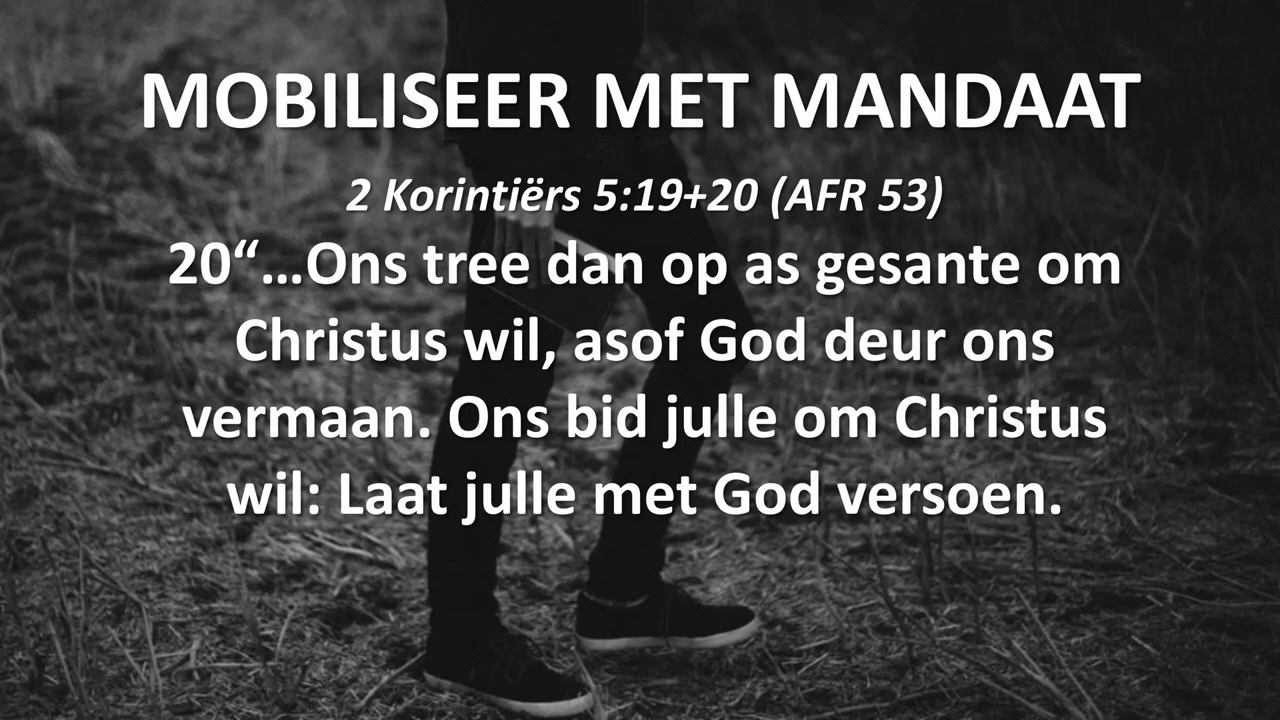 MOBILISEER MET MANDAAT
2 Korintiërs 5:19+20 (AFR 53)
20“…Ons tree dan op as gesante om
Christus wil, asof God deur ons
vermaan. Ons bid julle om Christus
wil: Laat julle met God versoen.